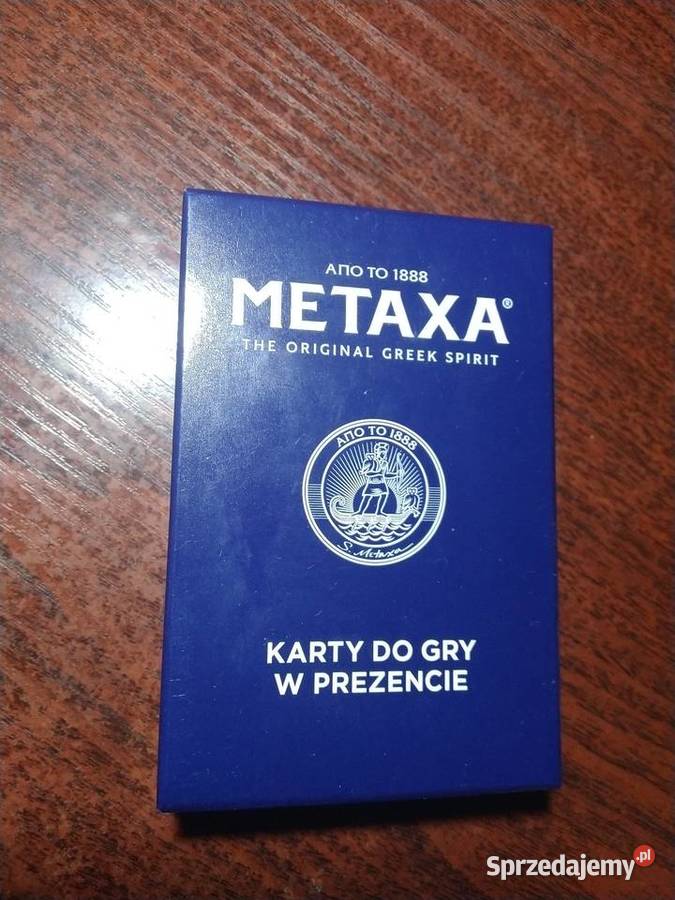 ΑΠΟ ΤΟ 1888
METAXA®
THE ORIGINAL GREEK SPIRIT
ΑΠΟ ΤΟ 1888
S. Metaxa
KARTY DO GRY
W PREZENCIE
Sprzedajemy.pl